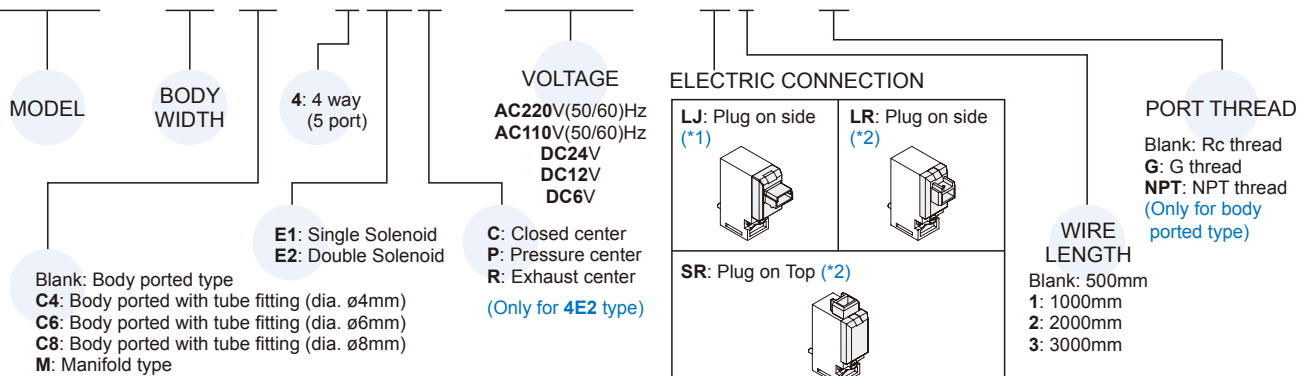 MODEL
BODY
WIDTH
4: 4 way
(5 port)
VOLTAGE
AC220V(50/60)Hz
AC110V(50/60)Hz
DC24V
DC12V
DC6V
ELECTRIC CONNECTION
LJ: Plug on side
(*1)
LR: Plug on side
(*2)
SR: Plug on Top (*2)
PORT THREAD
Blank: Rc thread
G: G thread
NPT: NPT thread
(Only for body
ported type)
WIRE
LENGTH
Blank: 500mm
1: 1000mm
2: 2000mm
3: 3000mm
E1: Single Solenoid
E2: Double Solenoid
C: Closed center
P: Pressure center
R: Exhaust center
(Only for 4E2 type)
Blank: Body ported type
C4: Body ported with tube fitting (dia. ø4mm)
C6: Body ported with tube fitting (dia. ø6mm)
C8: Body ported with tube fitting (dia. ø8mm)
M: Manifold type